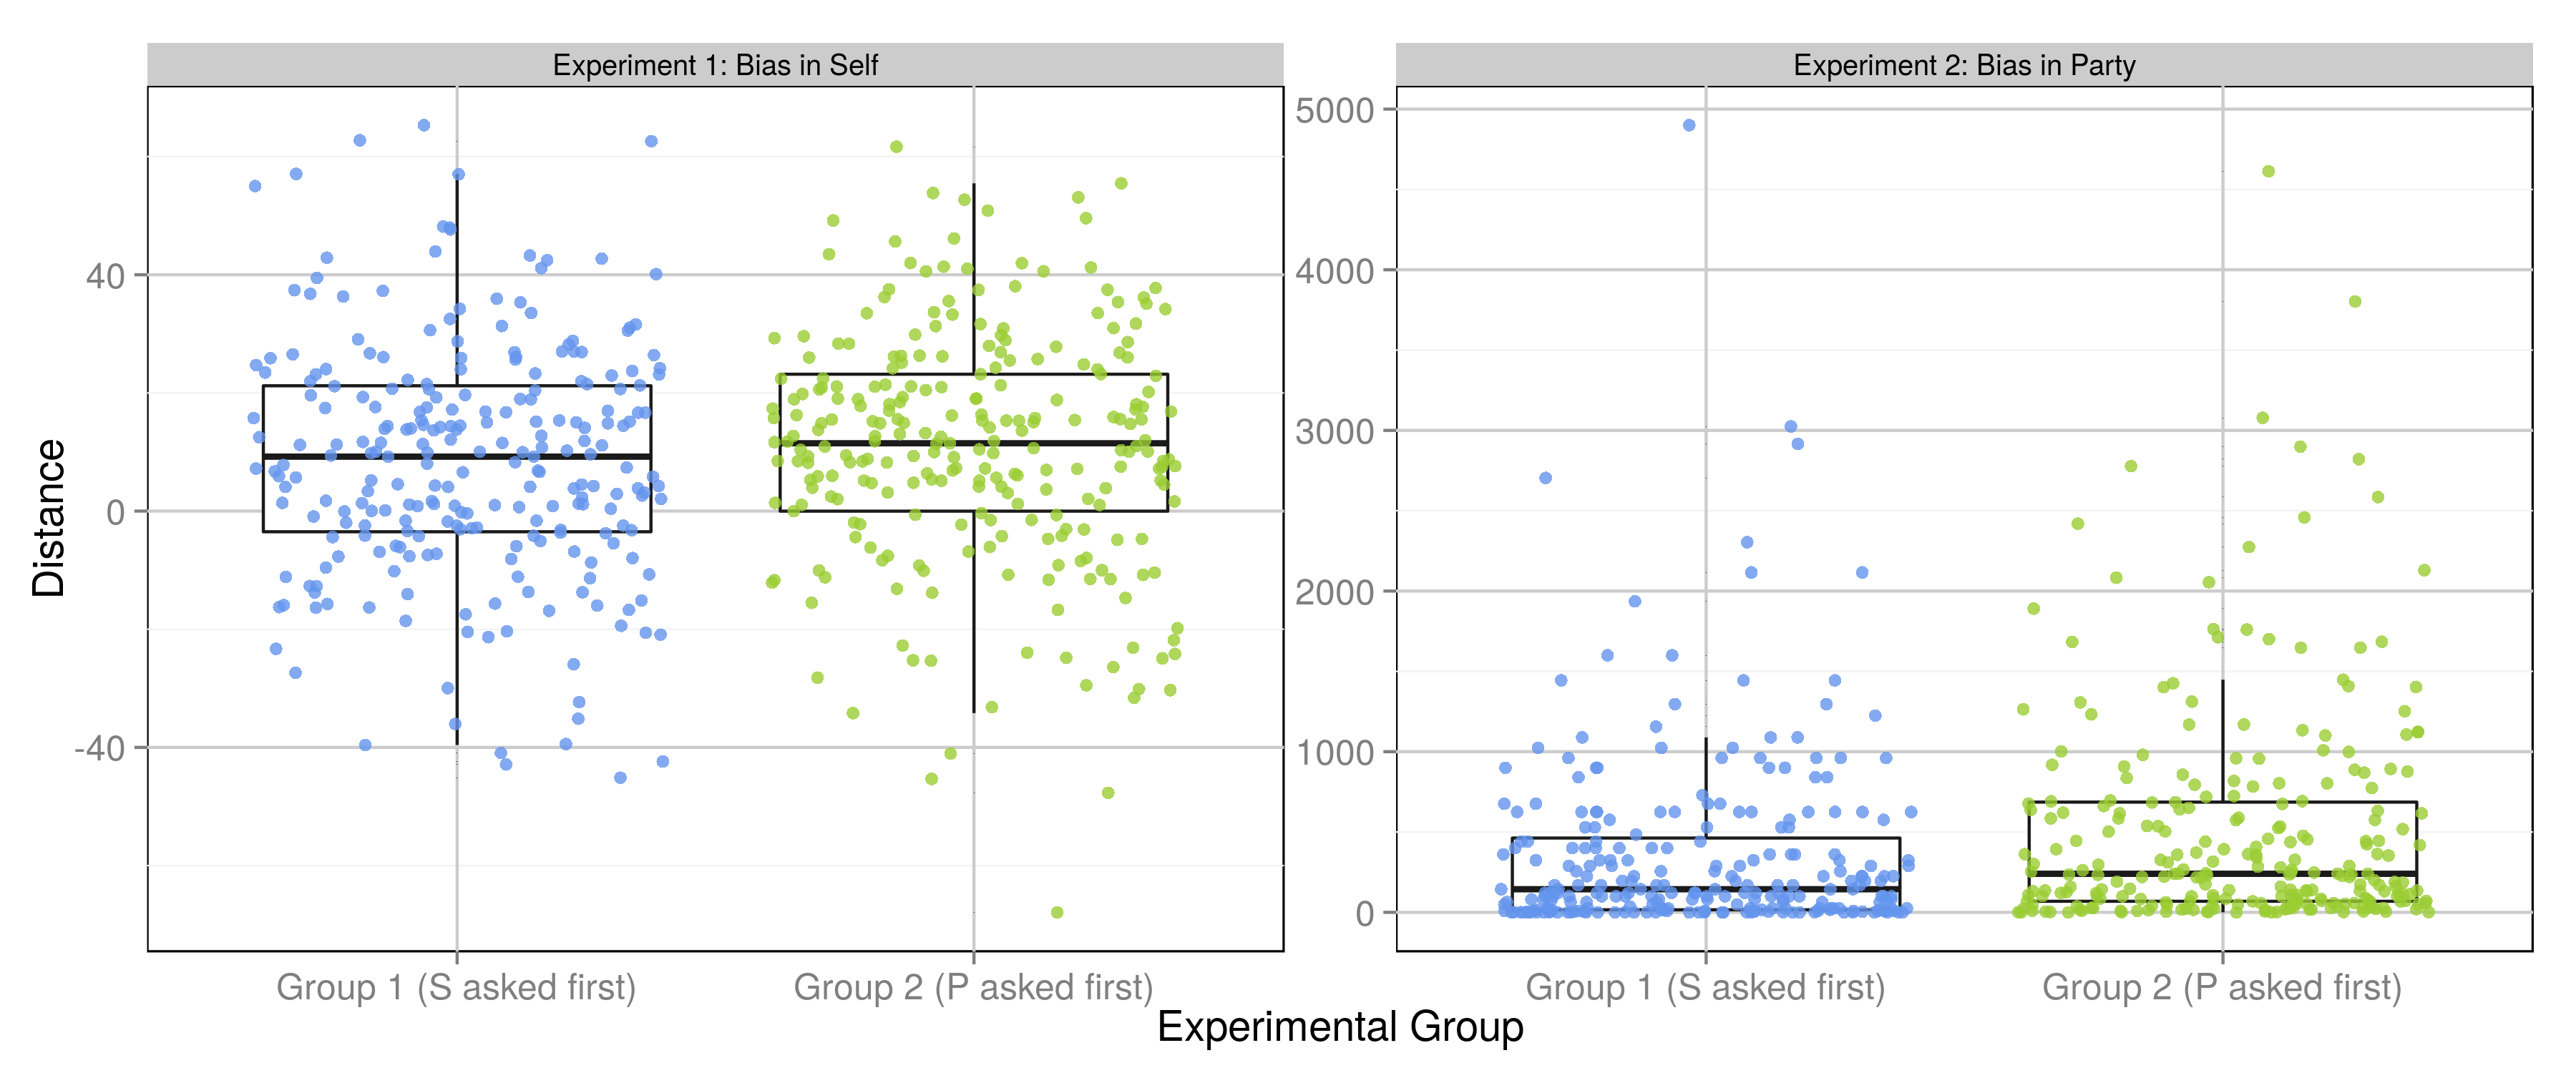 Experiment 1: Bias in Self
Experiment 2: Bias in Party
Distance
40
0
-40
5000
4000
3000
2000
1000
0
Group 1 (S asked first)
Group 2 (P asked first)
Group 1 (S asked first)
Group 2 (P asked first)
Experimental Group